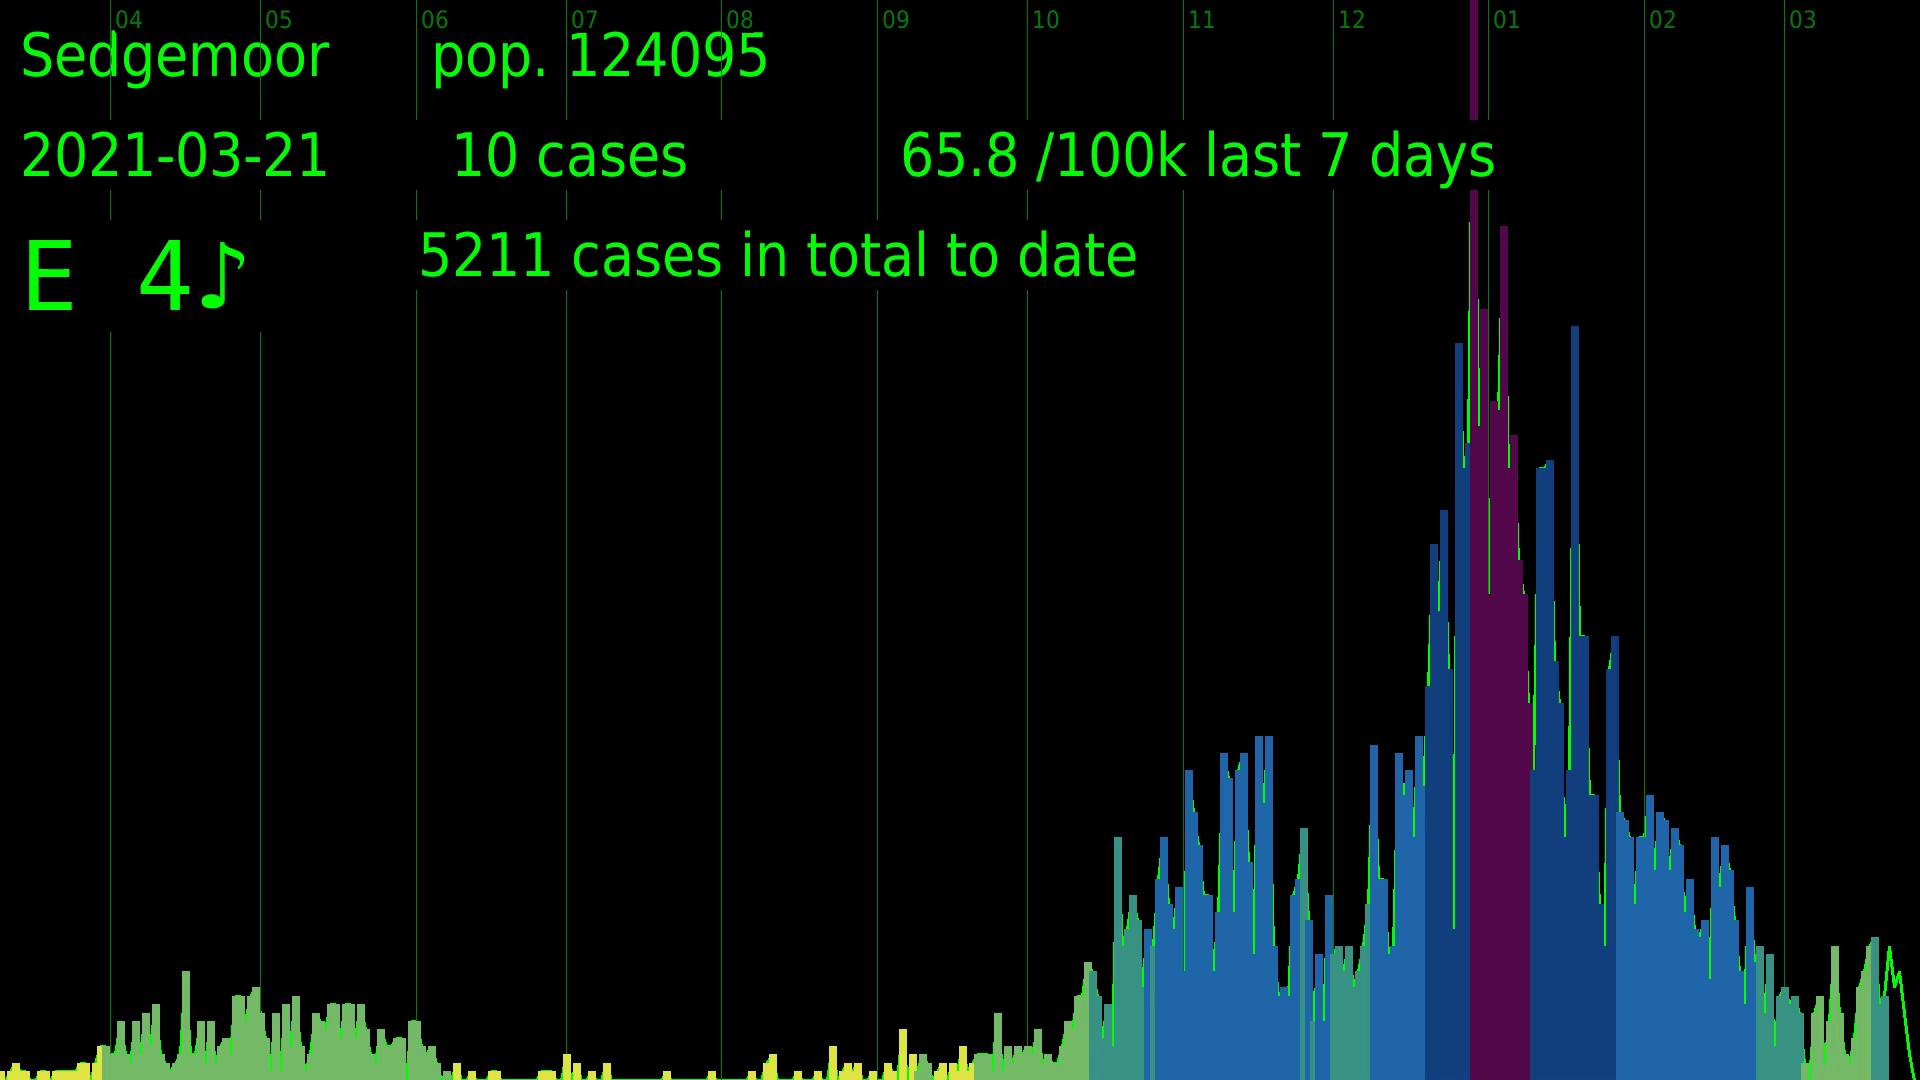 04 05 06 07 08 09 10 11 12 01 02 03
Sedgemoor pop. 124095
2021-03-21 10 cases 65.8 /100k last 7 days
E 4♪ 5211 cases in total to date